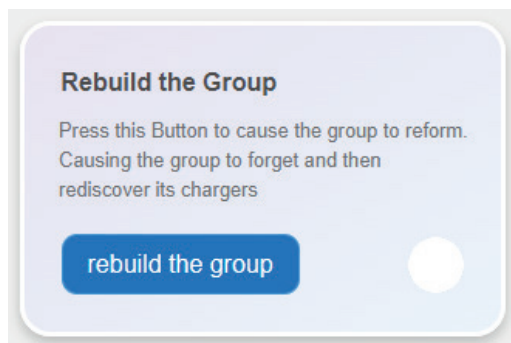 Rebuild the Group
Press this Button to cause the group to reform.
Causing the group to forget and then
rediscover its chargers
rebuild the group